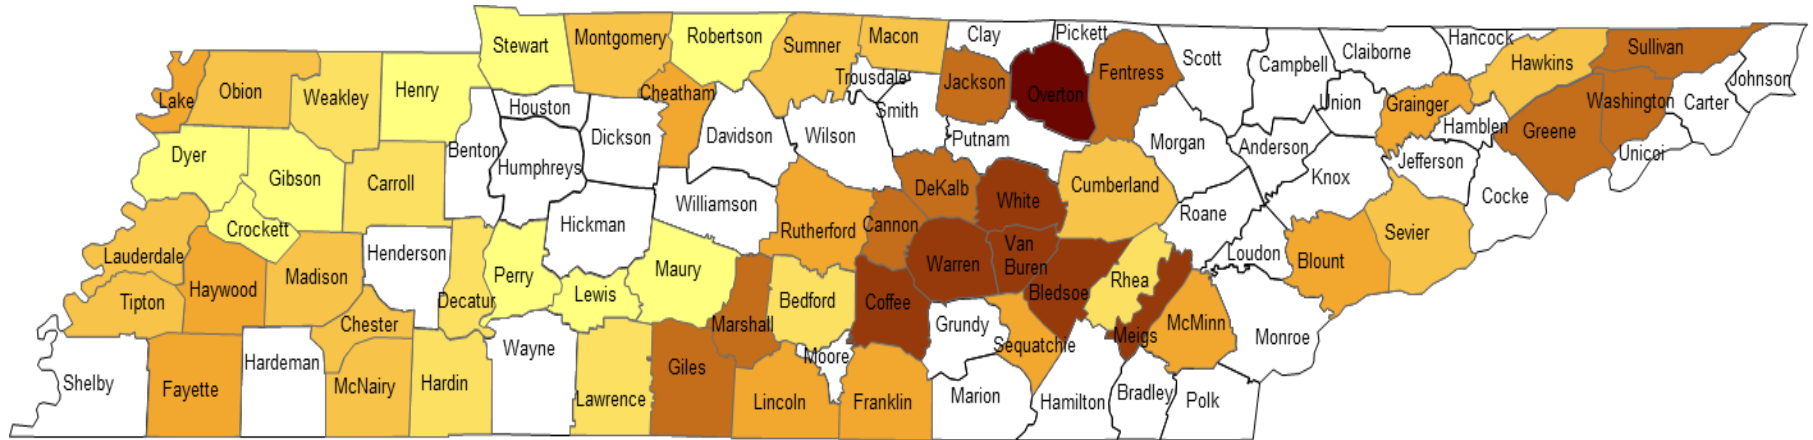 Stewart
Montgomery
Robertson
Sumner
Macon
Clay
Pickett
Scott
Campbell
Claiborne
Hancock
Hawkins
Sullivan
Johnson
Lake
Obion
Weakley
Henry
Houston
Cheatham
Trousdale
Smith
Jackson
Overton
Fentress
Union
Grainger
Hamblen
Washington
Carter
Greene
Unicoi
Dyer
Gibson
Carroll
Benton
Humphreys
Dickson
Davidson
Wilson
Putnam
Morgan
Anderson
Knox
Jefferson
Cocke
Crockett
Hickman
Williamson
Rutherford
Cannon
DeKalb
White
Cumberland
Roane
Loudon
Blount
Sevier
Lauderdale
Tipton
Haywood
Madison
Henderson
Decatur
Perry
Lewis
Maury
Marshall
Bedford
Coffee
Warren
Van
Buren
Bledsoe
Rhea
Meigs
McMinn
Monroe
Shelby
Fayette
Hardeman
Chester
McNairy
Hardin
Wayne
Lawrence
Giles
Lincoln
Moore
Franklin
Grundy
Sequatchie
Marion
Hamilton
Bradley
Polk